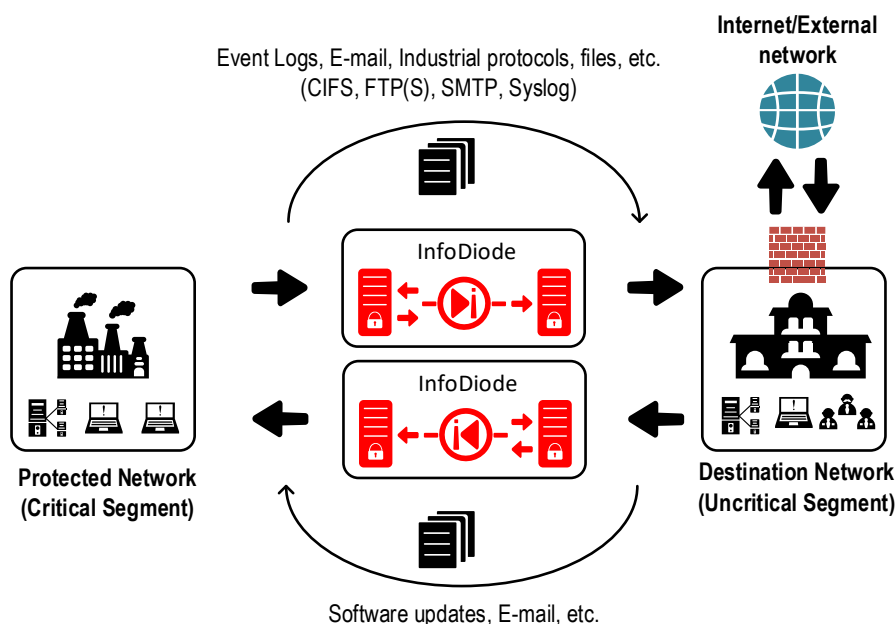 Internet/External
network
Event Logs, E-mail, Industrial protocols, files, etc.
(CIFS, FTP(S), SMTP, Syslog)
InfoDiode
InfoDiode
Protected Network
(Critical Segment)
Destination Network
(Uncritical Segment)
Software updates, E-mail, etc.